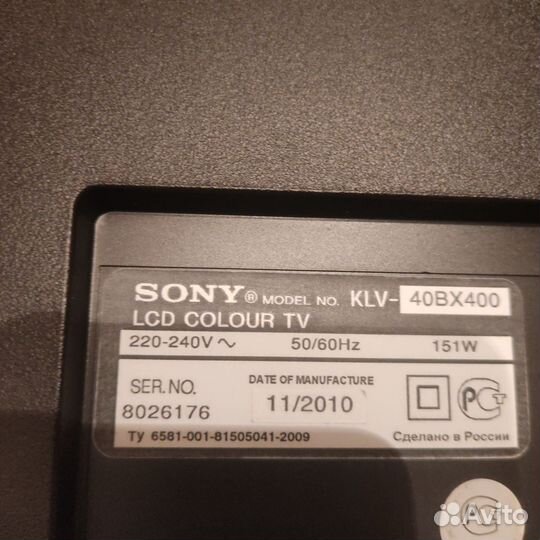 SONY® MODEL NO. KLV-40BX400
LCD COLOUR TV
220-240V ~ 50/60Hz 151W
SER.NO. 8026176
DATE OF MANUFACTURE 11/2010
Сделано в России
ТУ 6581-001-81505041-2009
Avito